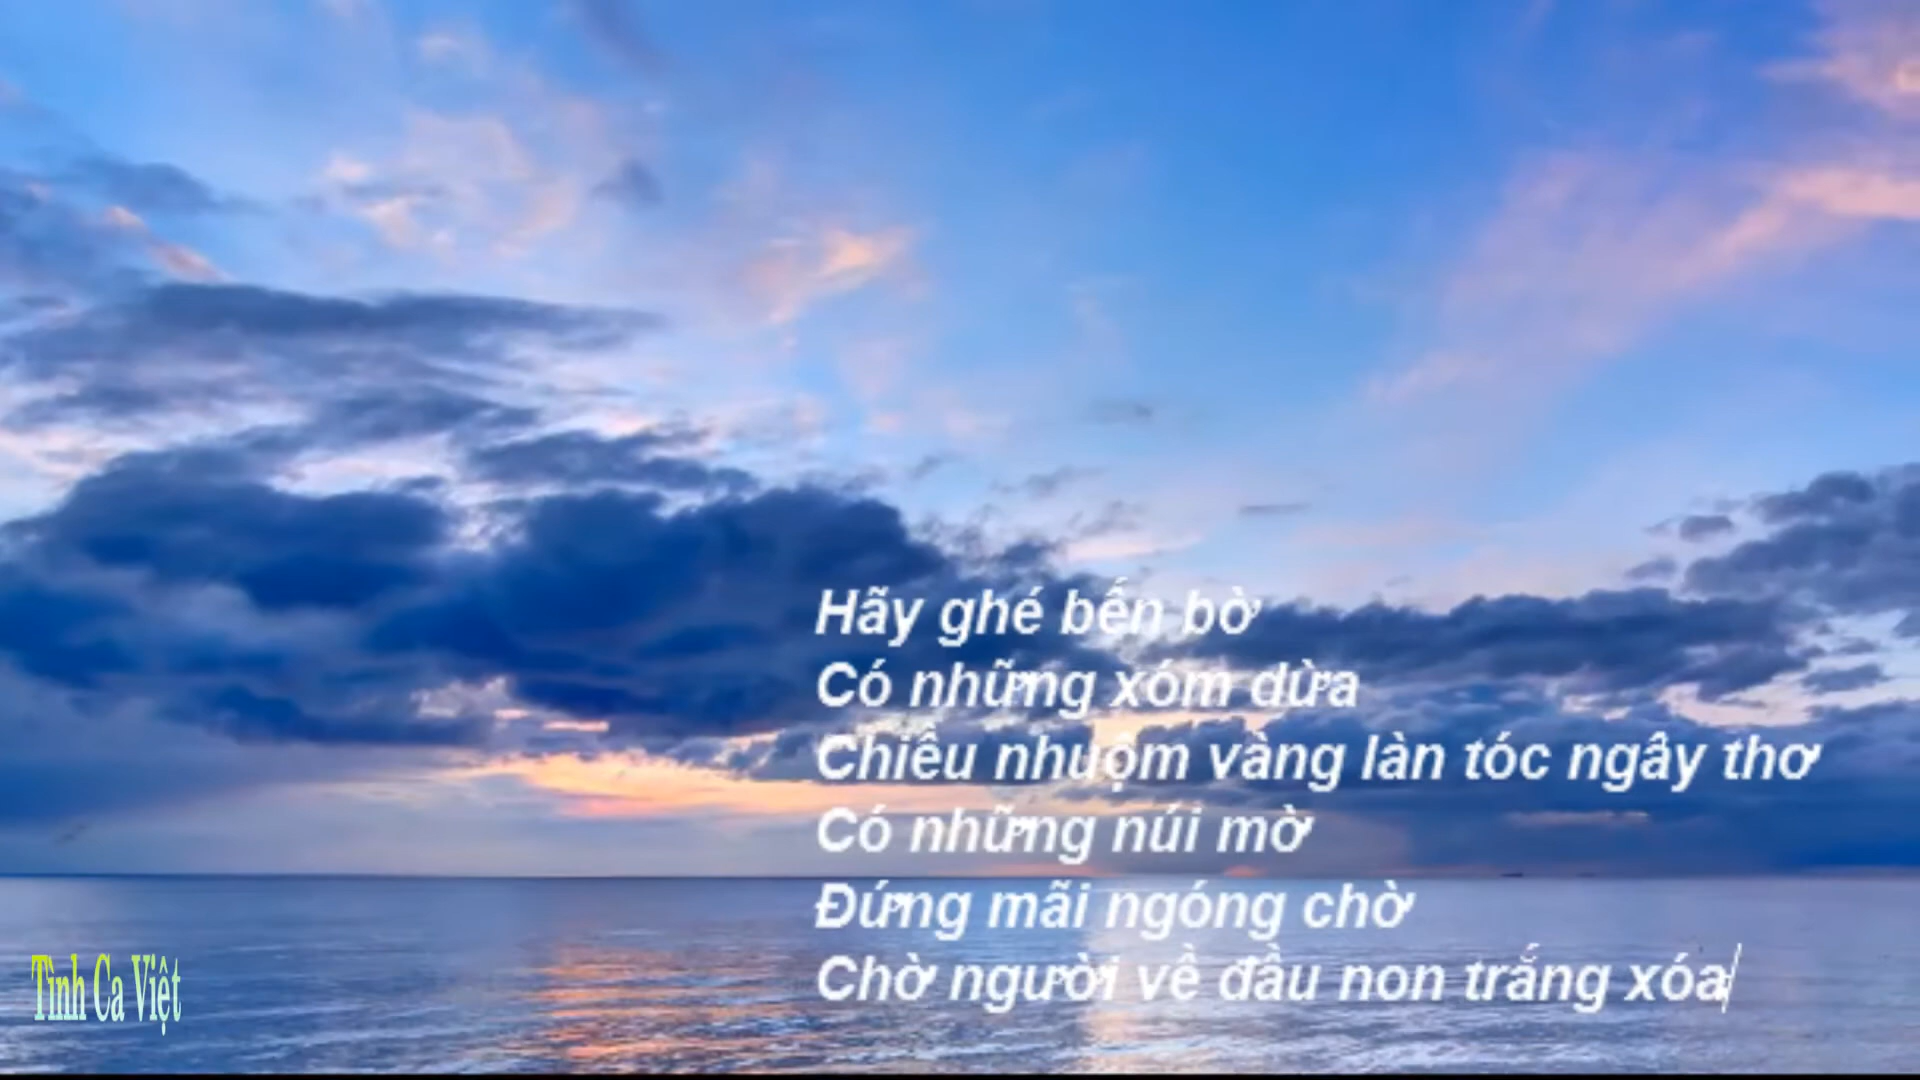 Hãy ghé bến bờ
Có những xóm dừa
Chiều nhuộm vàng làn tóc ngây thơ
Có những núi mờ
Đứng mãi ngóng chờ
Chờ người về đầu non trắng xóa
Tình Ca Việt